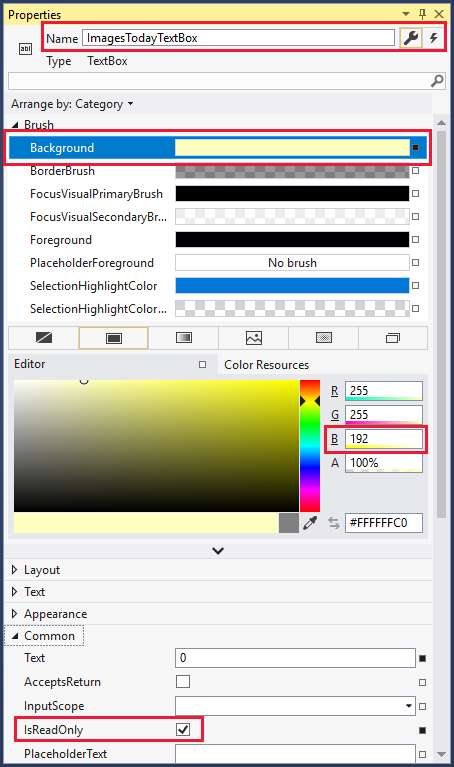 Properties
Name ImagesTodayTextBox
abl
Type TextBox
Arrange by: Category
Brush
Background
BorderBrush
FocusVisualPrimaryBrush
FocusVisualSecondaryBr...
Foreground
PlaceholderForeground No brush
SelectionHighlightColor
SelectionHighlightColor...
Editor Color Resources
R 255
G 255
B 192
A 100%
#FFFFFFC0
Layout
Text
Appearance
Common
Text 0
AcceptsReturn
InputScope
IsReadOnly
PlaceholderText